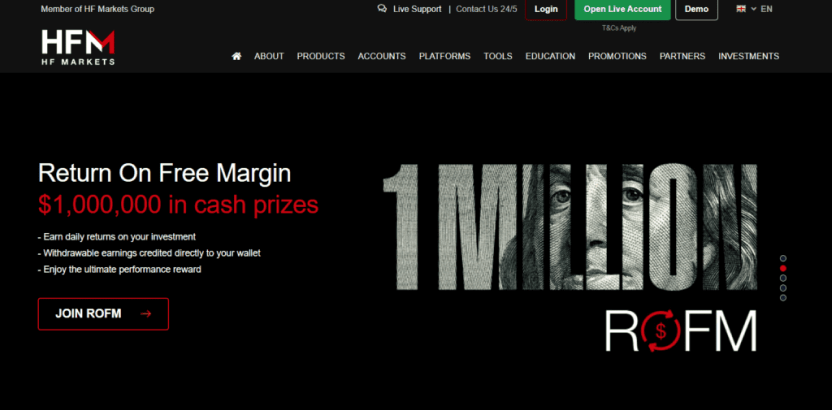 Member of HF Markets Group
Live Support | Contact Us 24/5
Login
Open Live Account
Demo
EN
T&Cs Apply
HFM
HF MARKETS
ABOUT PRODUCTS ACCOUNTS PLATFORMS TOOLS EDUCATION PROMOTIONS PARTNERS INVESTMENTS
Return On Free Margin
$1,000,000 in cash prizes
- Earn daily returns on your investment
- Withdrawable earnings credited directly to your wallet
- Enjoy the ultimate performance reward
JOIN ROFM
1 MILLION
R$FM